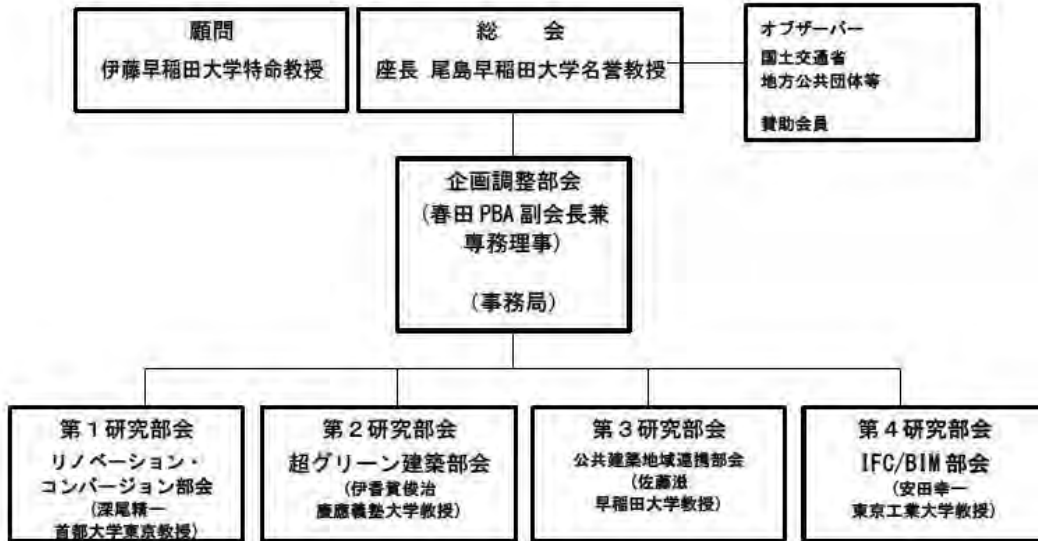 顧問
伊藤早稲田大学特命教授
総　　会
座長 尾島早稲田大学名誉教授
オブザーバー
国土交通省
地方公共団体等
賛助会員
企画調整部会
(春田 PBA 副会長兼
専務理事)
(事務局)
第１研究部会
リノベーション・
コンバージョン部会
(深尾精一
首都大学東京教授)
第２研究部会
超グリーン建築部会
(伊香賀俊治
慶應義塾大学教授)
第３研究部会
公共建築地域連携部会
(佐藤滋
早稲田大学教授)
第４研究部会
IFC/BIM 部会
(安田幸一
東京工業大学教授)